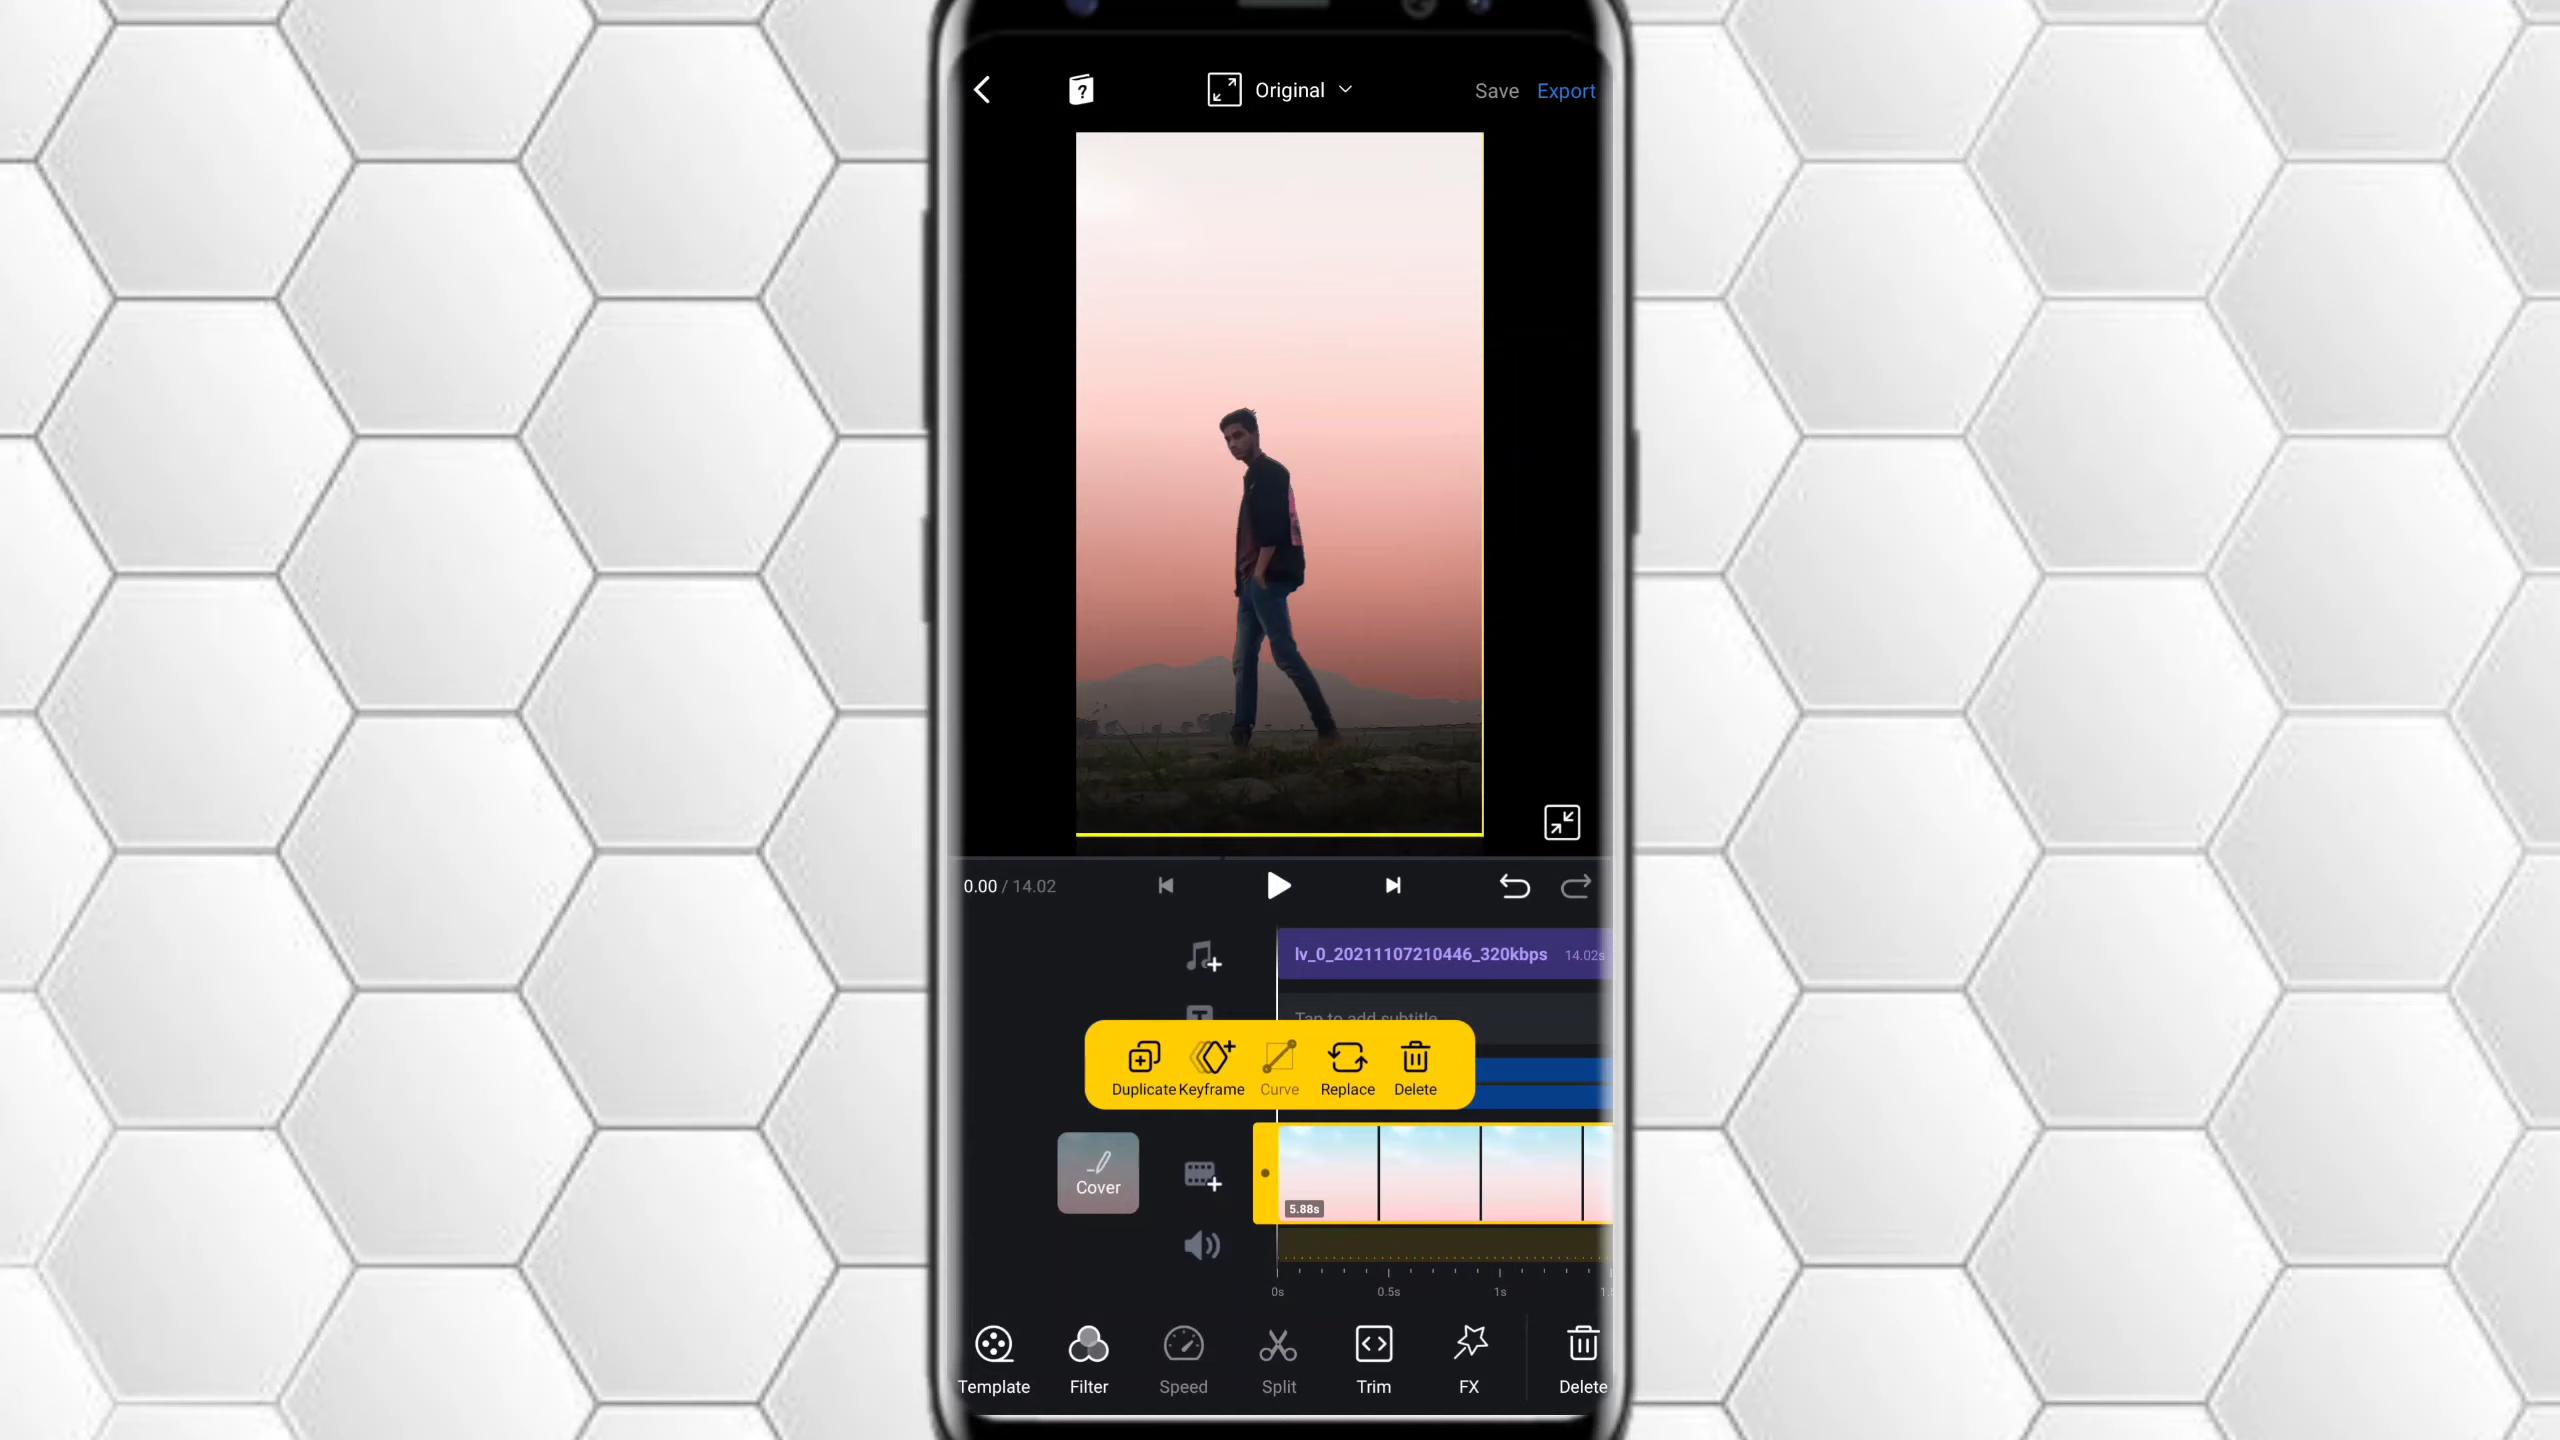 ?
Original
Save Export
0.00 / 14.02
lv_0_20211107210446_320kbps 14.02s
T
Tap to add subtitle
Duplicate Keyframe Curve Replace Delete
Cover
5.88s
0s 0.5s 1s
Template Filter Speed Split Trim FX Delete